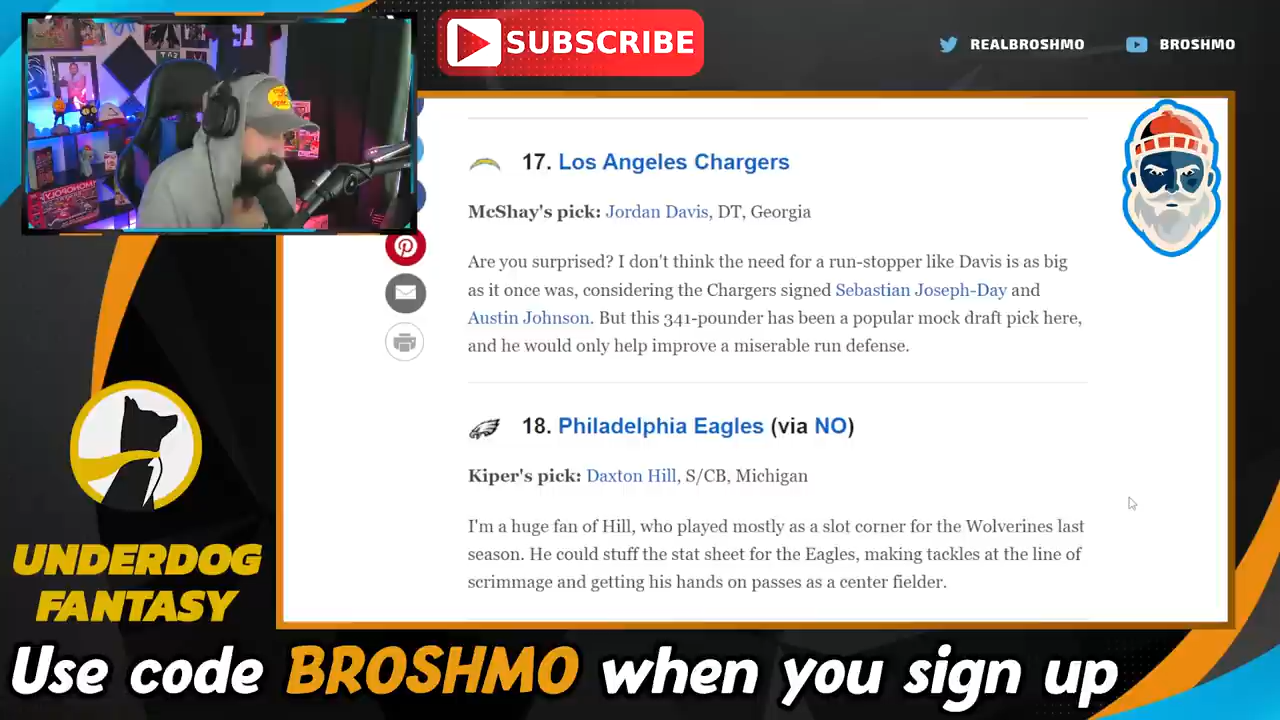 SUBSCRIBE
REALBROSHMO
BROSHMO
17. Los Angeles Chargers
McShay's pick: Jordan Davis, DT, Georgia
Are you surprised? I don't think the need for a run-stopper like Davis is as big
as it once was, considering the Chargers signed Sebastian Joseph-Day and
Austin Johnson. But this 341-pounder has been a popular mock draft pick here,
and he would only help improve a miserable run defense.
18. Philadelphia Eagles (via NO)
Kiper's pick: Daxton Hill, S/CB, Michigan
I'm a huge fan of Hill, who played mostly as a slot corner for the Wolverines last
season. He could stuff the stat sheet for the Eagles, making tackles at the line of
scrimmage and getting his hands on passes as a center fielder.
MONOPOLY
UNDERDOG
FANTASY
Use code BROSHMO when you sign up